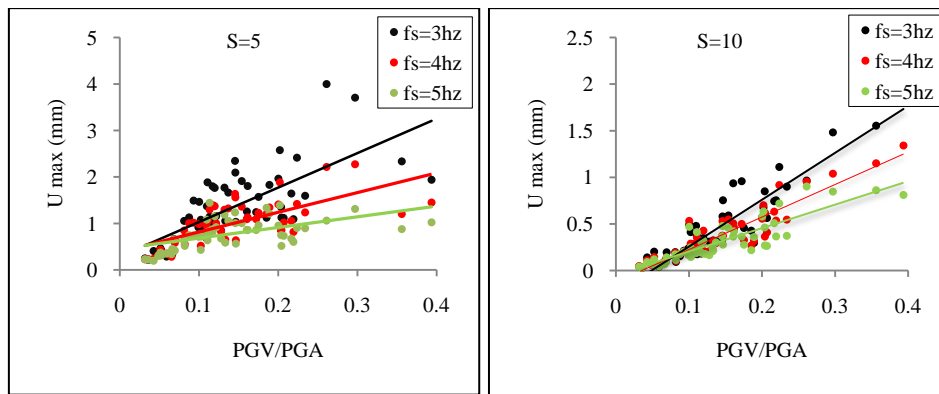 S=5
fs=3hz
fs=4hz
fs=5hz
5
4
3
2
1
0
U max (mm)
0
0.1
0.2
0.3
0.4
PGV/PGA
S=10
fs=3hz
fs=4hz
fs=5hz
2.5
2
1.5
1
0.5
0
U max (mm)
0
0.1
0.2
0.3
0.4
PGV/PGA